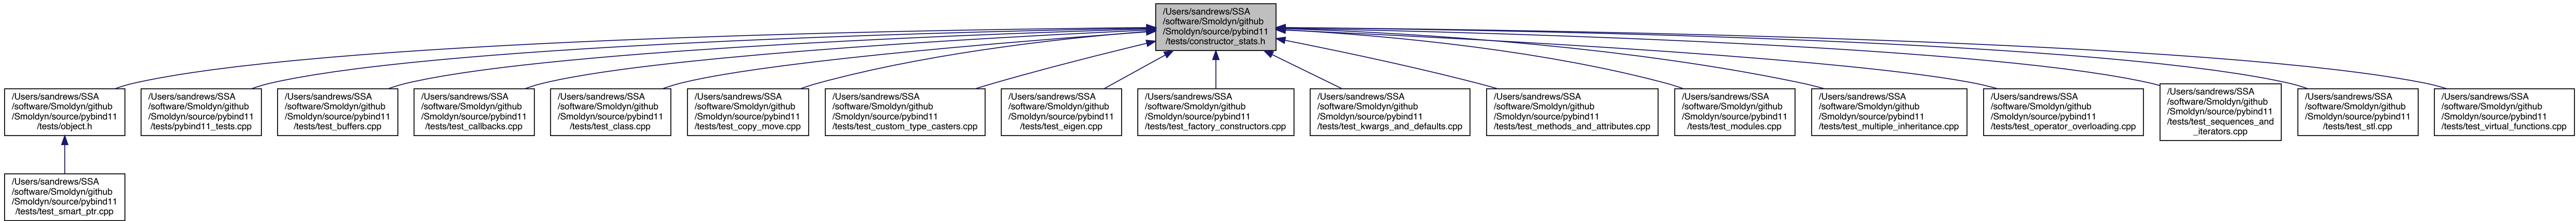 /Users/sandrews/SSA
/software/Smoldyn/github
/Smoldyn/source/pybind11
/tests/constructor_stats.h
/Users/sandrews/SSA
/software/Smoldyn/github
/Smoldyn/source/pybind11
/tests/object.h
/Users/sandrews/SSA
/software/Smoldyn/github
/Smoldyn/source/pybind11
/tests/pybind11_tests.cpp
/Users/sandrews/SSA
/software/Smoldyn/github
/Smoldyn/source/pybind11
/tests/test_buffers.cpp
/Users/sandrews/SSA
/software/Smoldyn/github
/Smoldyn/source/pybind11
/tests/test_callbacks.cpp
/Users/sandrews/SSA
/software/Smoldyn/github
/Smoldyn/source/pybind11
/tests/test_class.cpp
/Users/sandrews/SSA
/software/Smoldyn/github
/Smoldyn/source/pybind11
/tests/test_copy_move.cpp
/Users/sandrews/SSA
/software/Smoldyn/github
/Smoldyn/source/pybind11
/tests/test_custom_type_casters.cpp
/Users/sandrews/SSA
/software/Smoldyn/github
/Smoldyn/source/pybind11
/tests/test_eigen.cpp
/Users/sandrews/SSA
/software/Smoldyn/github
/Smoldyn/source/pybind11
/tests/test_factory_constructors.cpp
/Users/sandrews/SSA
/software/Smoldyn/github
/Smoldyn/source/pybind11
/tests/test_kwargs_and_defaults.cpp
/Users/sandrews/SSA
/software/Smoldyn/github
/Smoldyn/source/pybind11
/tests/test_methods_and_attributes.cpp
/Users/sandrews/SSA
/software/Smoldyn/github
/Smoldyn/source/pybind11
/tests/test_modules.cpp
/Users/sandrews/SSA
/software/Smoldyn/github
/Smoldyn/source/pybind11
/tests/test_multiple_inheritance.cpp
/Users/sandrews/SSA
/software/Smoldyn/github
/Smoldyn/source/pybind11
/tests/test_operator_overloading.cpp
/Users/sandrews/SSA
/software/Smoldyn/github
/Smoldyn/source/pybind11
/tests/test_sequences_and
_iterators.cpp
/Users/sandrews/SSA
/software/Smoldyn/github
/Smoldyn/source/pybind11
/tests/test_stl.cpp
/Users/sandrews/SSA
/software/Smoldyn/github
/Smoldyn/source/pybind11
/tests/test_virtual_functions.cpp
/Users/sandrews/SSA
/software/Smoldyn/github
/Smoldyn/source/pybind11
/tests/test_smart_ptr.cpp